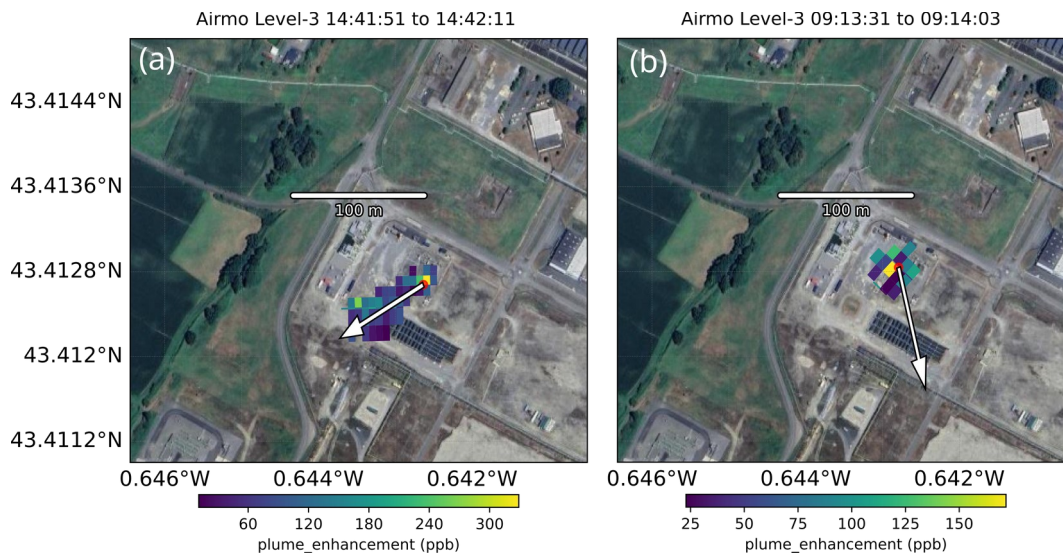 Airmo Level-3 14:41:51 to 14:42:11
Airmo Level-3 09:13:31 to 09:14:03
(a)
(b)
43.4144°N
43.4136°N
43.4128°N
43.412°N
43.4112°N
100 m
100 m
0.646°W 0.644°W 0.642°W
0.646°W 0.644°W 0.642°W
60 120 180 240 300
plume_enhancement (ppb)
25 50 75 100 125 150
plume_enhancement (ppb)